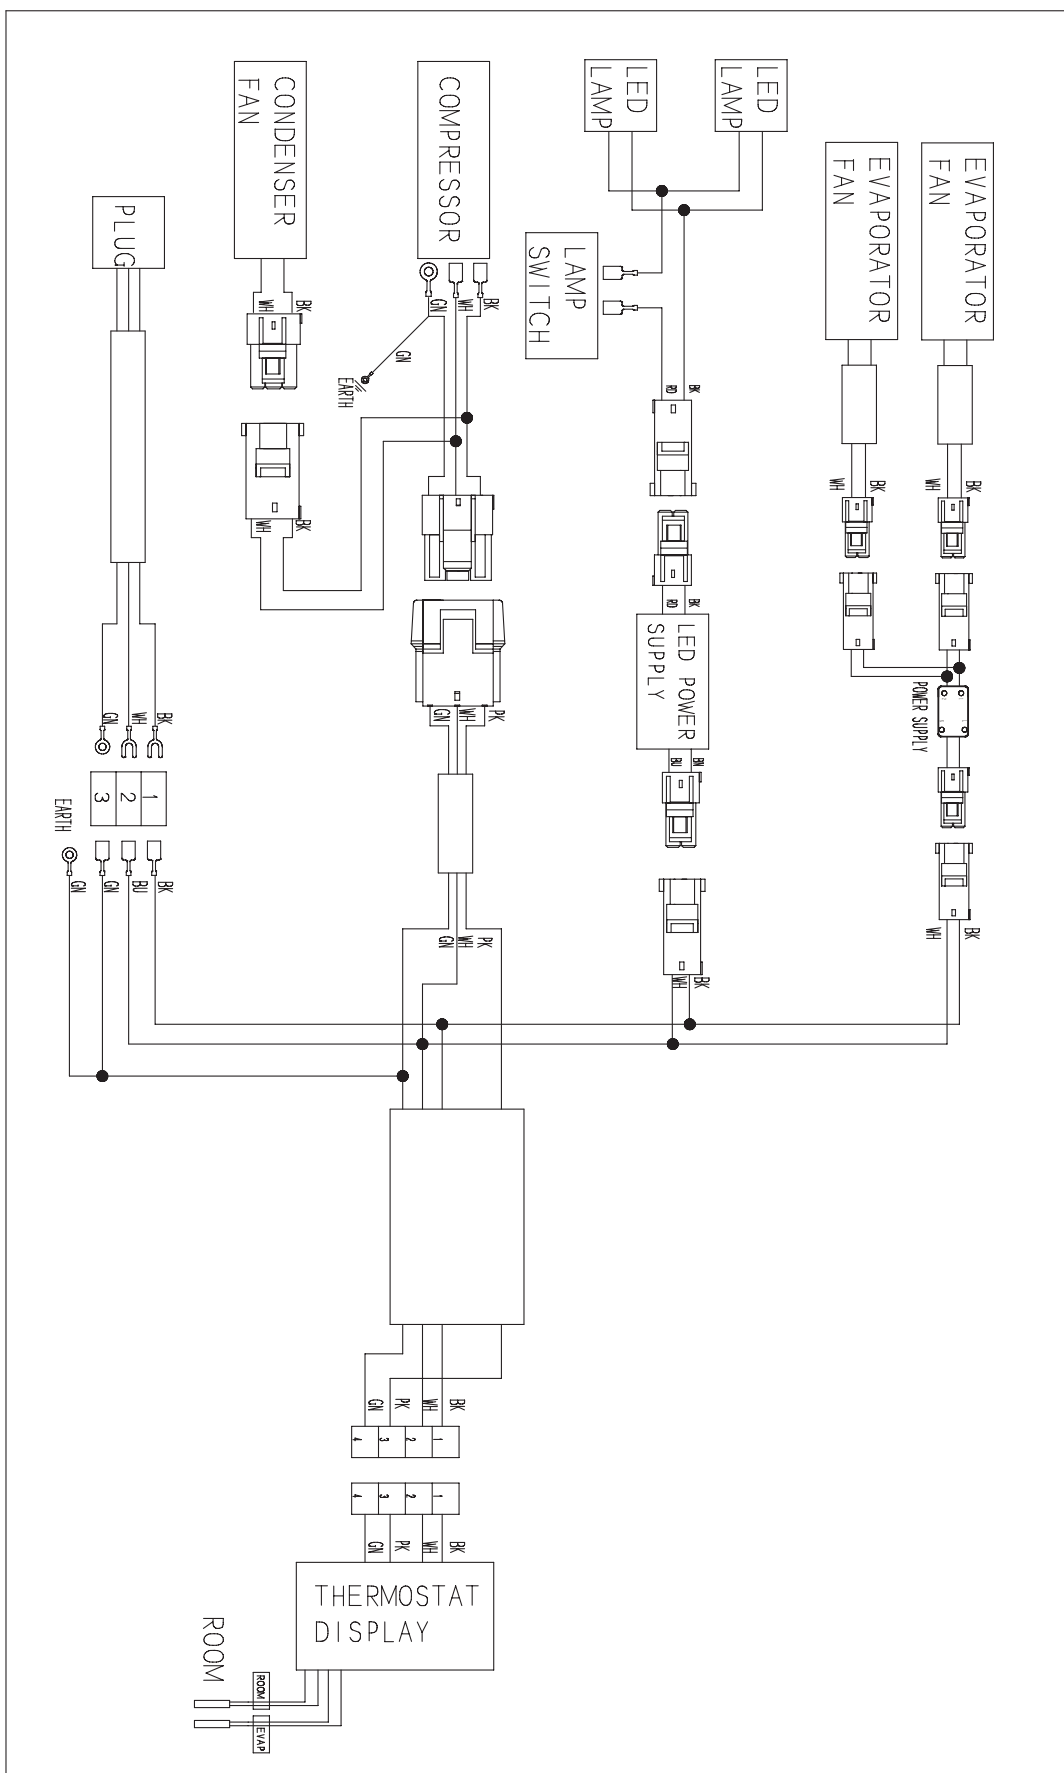 CONDENSER
FAN
COMPRESSOR
LED
LAMP
LED
LAMP
EVAPORATOR
FAN
EVAPORATOR
FAN
PLUG
LAMP
SWITCH
WH
BK
GN
WH
BK
GN
EARTH
RD
BK
WH
BK
WH
BK
WH
BK
RD
BK
LED POWER
SUPPLY
POWER SUPPLY
GN
WH
PK
GN
WH
BK
BU
BN
3
2
1
EARTH
GN
GN
BU
BK
GN
WH
PK
WH
BK
WH
BK
GN
PK
WH
BK
4
3
2
1
4
3
2
1
GN
PK
WH
BK
THERMOSTAT
DISPLAY
ROOM
ROOM
EVAP